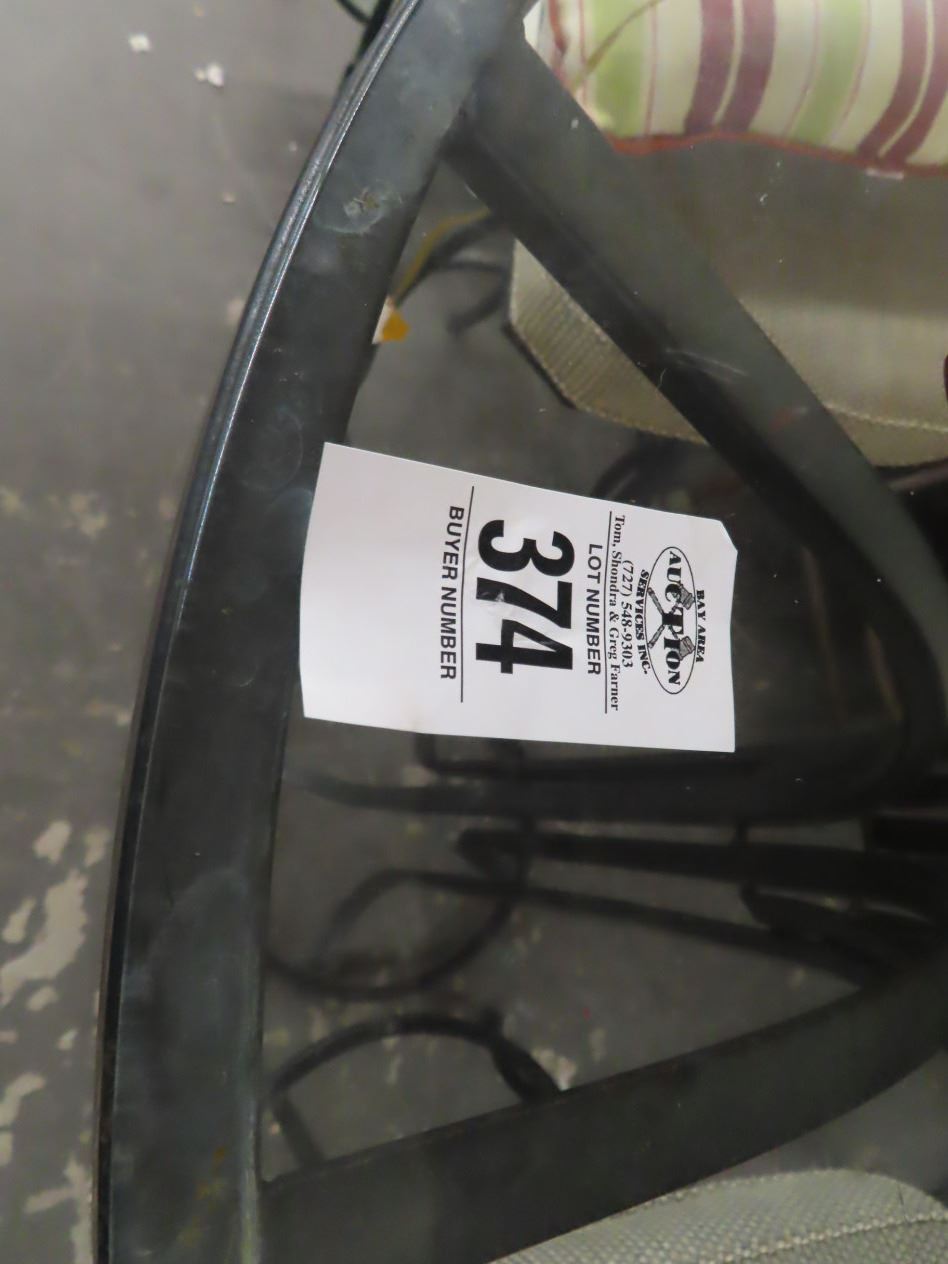 BAY AREA
AUCTION
SERVICES INC.
Tom, Shondra & Greg Farner
(727) 548-9303
LOT NUMBER
374
BUYER NUMBER